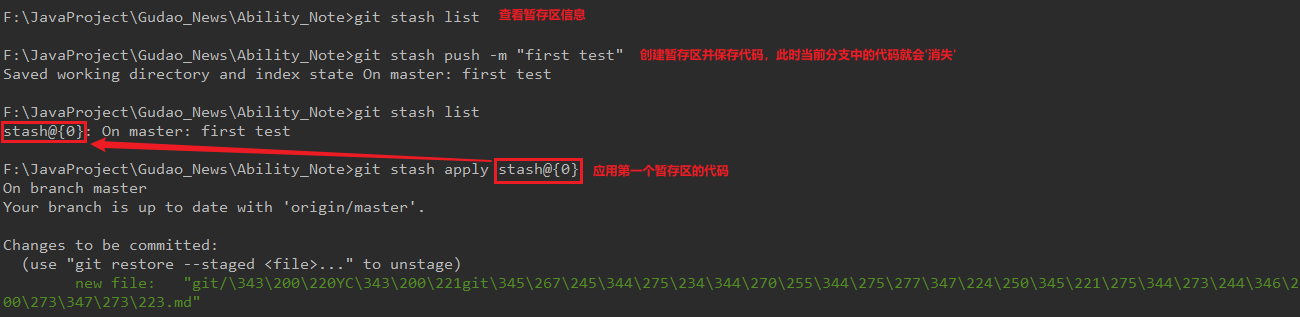 F:\JavaProject\Gudao_News\Ability_Note>git stash list 查看暂存区信息
F:\JavaProject\Gudao_News\Ability_Note>git stash push -m "first test" 创建暂存区并保存代码，此时当前分支中的代码就会'消失'
Saved working directory and index state On master: first test
F:\JavaProject\Gudao_News\Ability_Note>git stash list
stash@{0}: On master: first test
F:\JavaProject\Gudao_News\Ability_Note>git stash apply stash@{0} 应用第一个暂存区的代码
On branch master
Your branch is up to date with 'origin/master'.
Changes to be committed:
(use "git restore --staged <file>..." to unstage)
new file: "git/\343\200\220YC\343\200\221git\345\267\245\344\275\234\344\270\255\344\275\277\347\224\250\345\221\275\344\273\244\346\2
00\273\347\273\223.md"